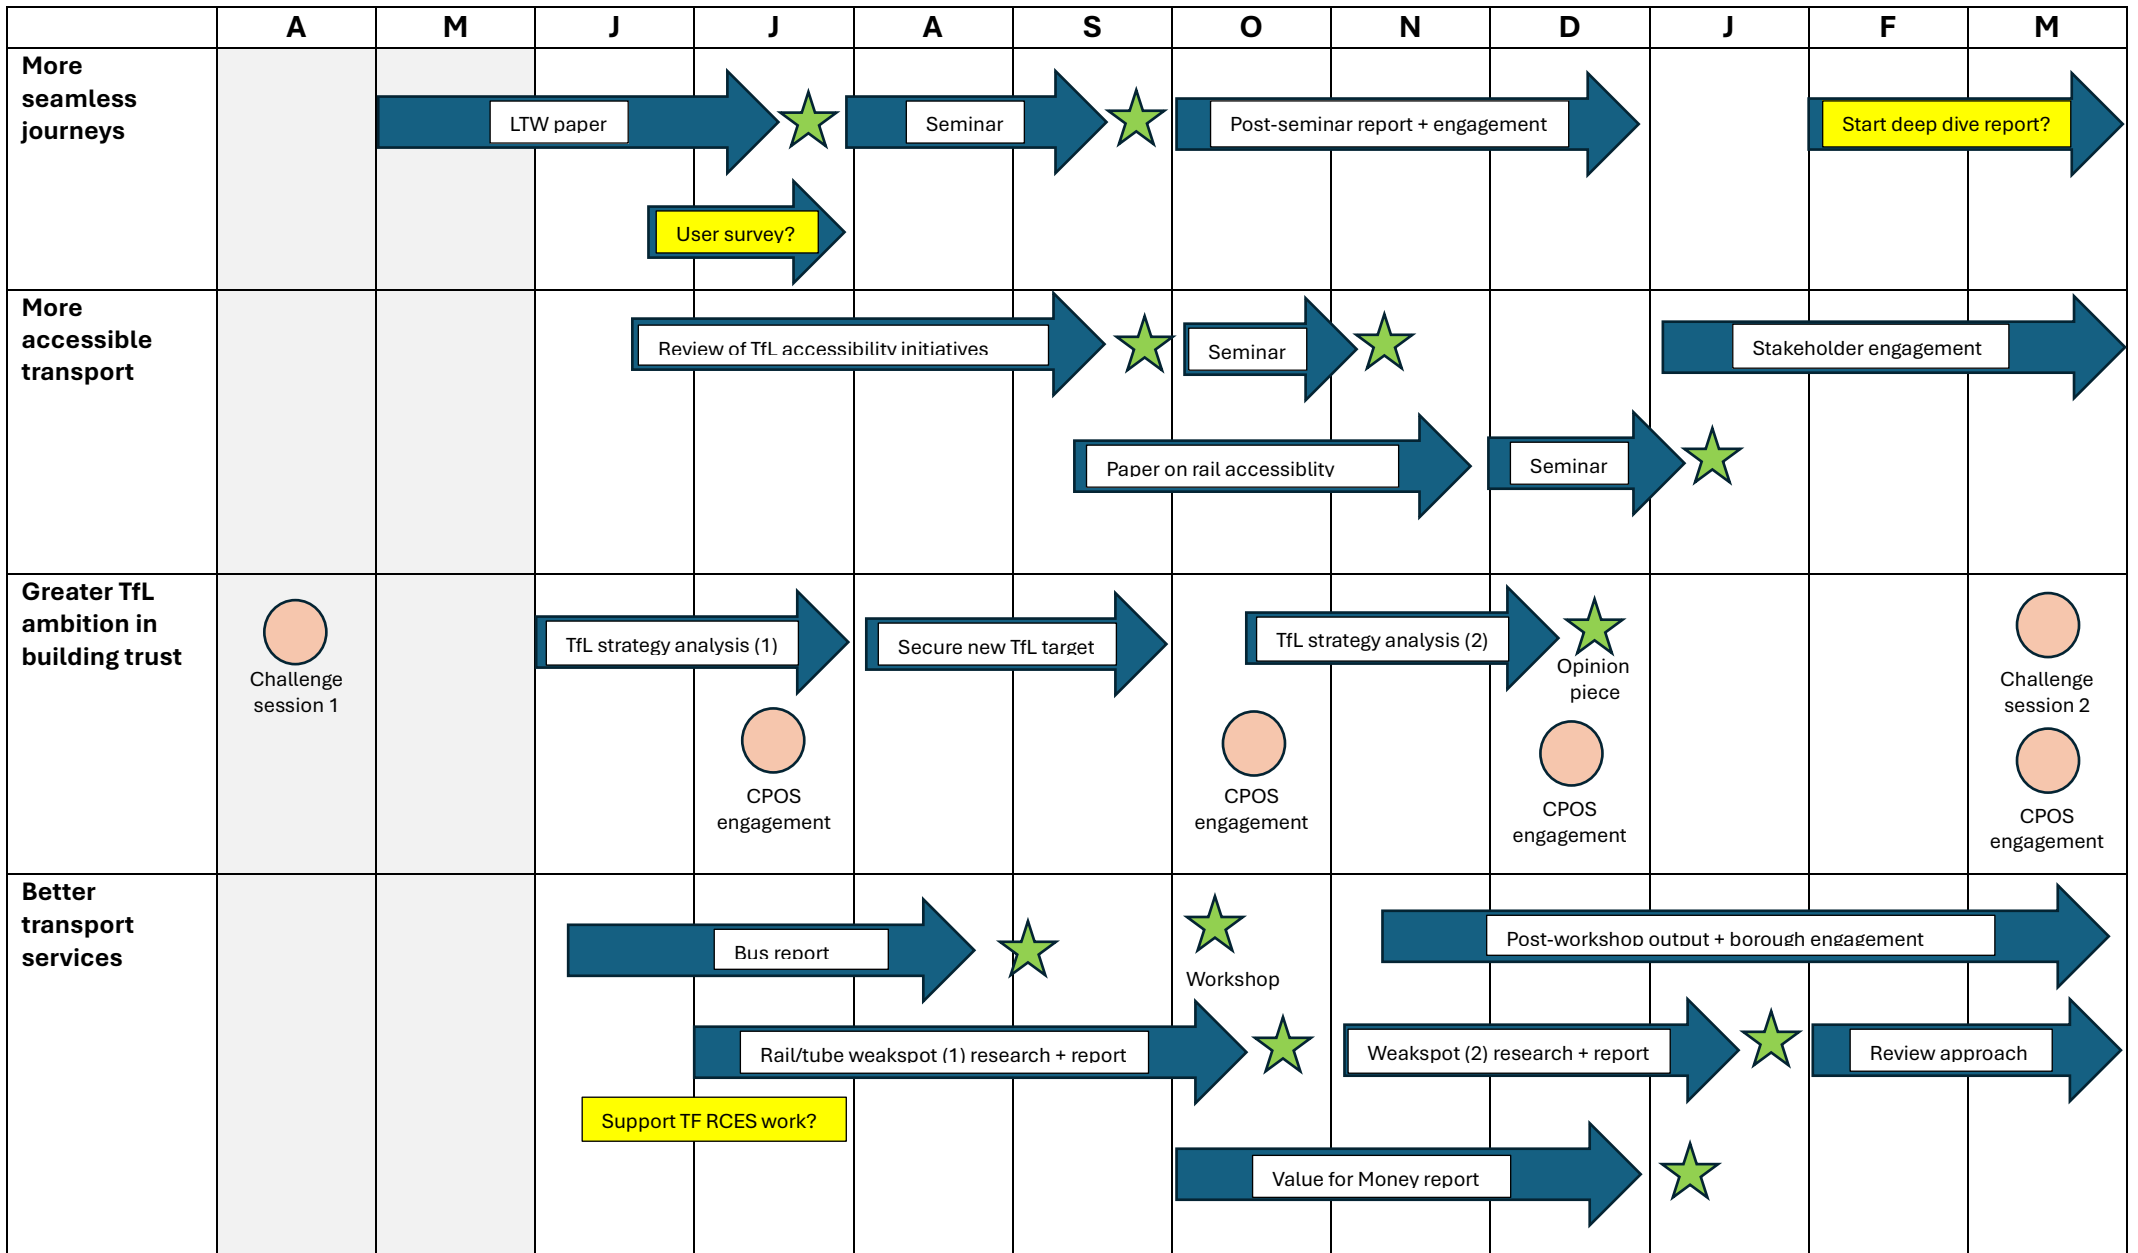 A M J J A S O N D J F M
More
seamless
journeys
LTW paper
Seminar
Post-seminar report + engagement
Start deep dive report?
User survey?
More
accessible
transport
Review of TfL accessibility initiatives
Seminar
Stakeholder engagement
Paper on rail accessiblity
Seminar
Greater TfL
ambition in
building trust
Challenge
session 1
TfL strategy analysis (1)
Secure new TfL target
TfL strategy analysis (2)
Opinion
piece
Challenge
session 2
CPOS
engagement
CPOS
engagement
CPOS
engagement
CPOS
engagement
Better
transport
services
Bus report
Workshop
Post-workshop output + borough engagement
Rail/tube weakspot (1) research + report
Weakspot (2) research + report
Review approach
Support TF RCES work?
Value for Money report